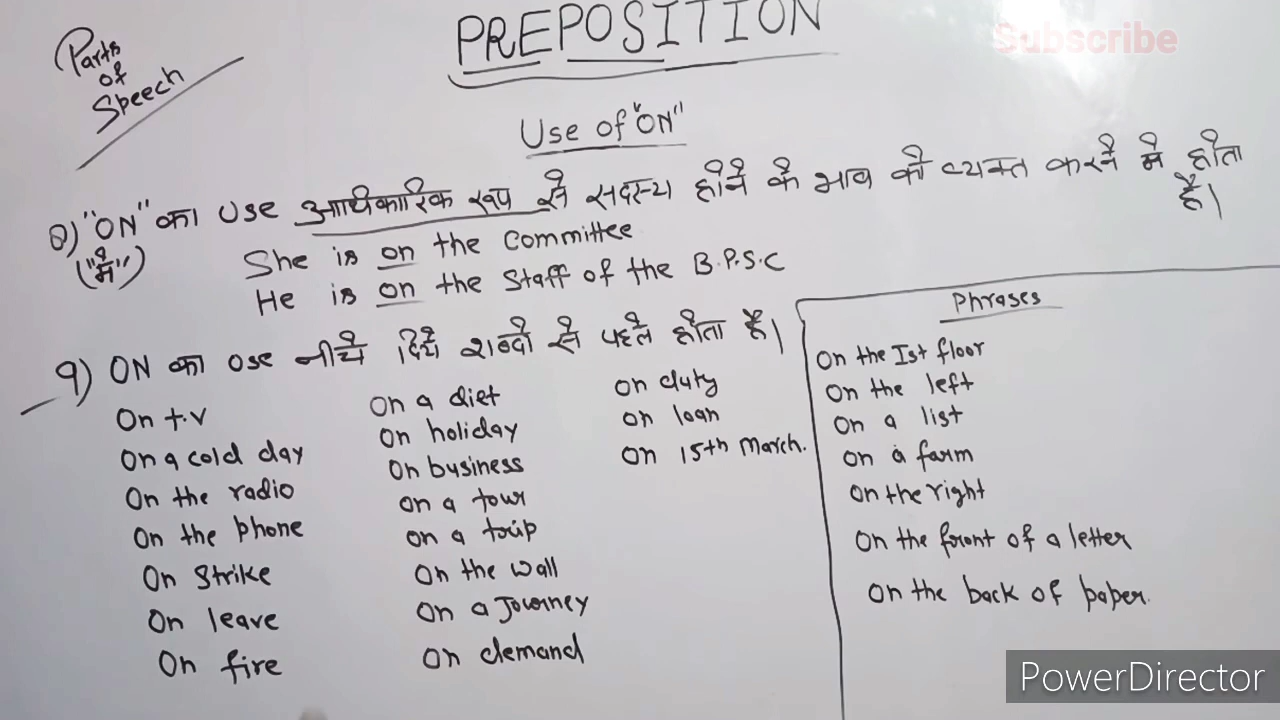 Parts
of
Speech
PREPOSITION
Subscribe
Use of "ON"
8) "ON" का use आधिकारिक रूप से सदस्य होने के भाव को व्यक्त करने मे होता
है।
("में")
She is on the Committee
He is on the Staff of the B.P.S.C
9) ON का use नीचे दिये शब्दो से पहले होता है।
On t.v
On a cold day
On the radio
On the phone
On strike
On leave
On fire
On a diet
On holiday
On business
on a tour
on a trip
On the wall
On a Journey
On demand
on duty
on loan
on 15th march.
Phrases
On the Ist floor
On the left
On a list
On a farm
On the right
On the front of a letter
On the back of paper.
PowerDirector